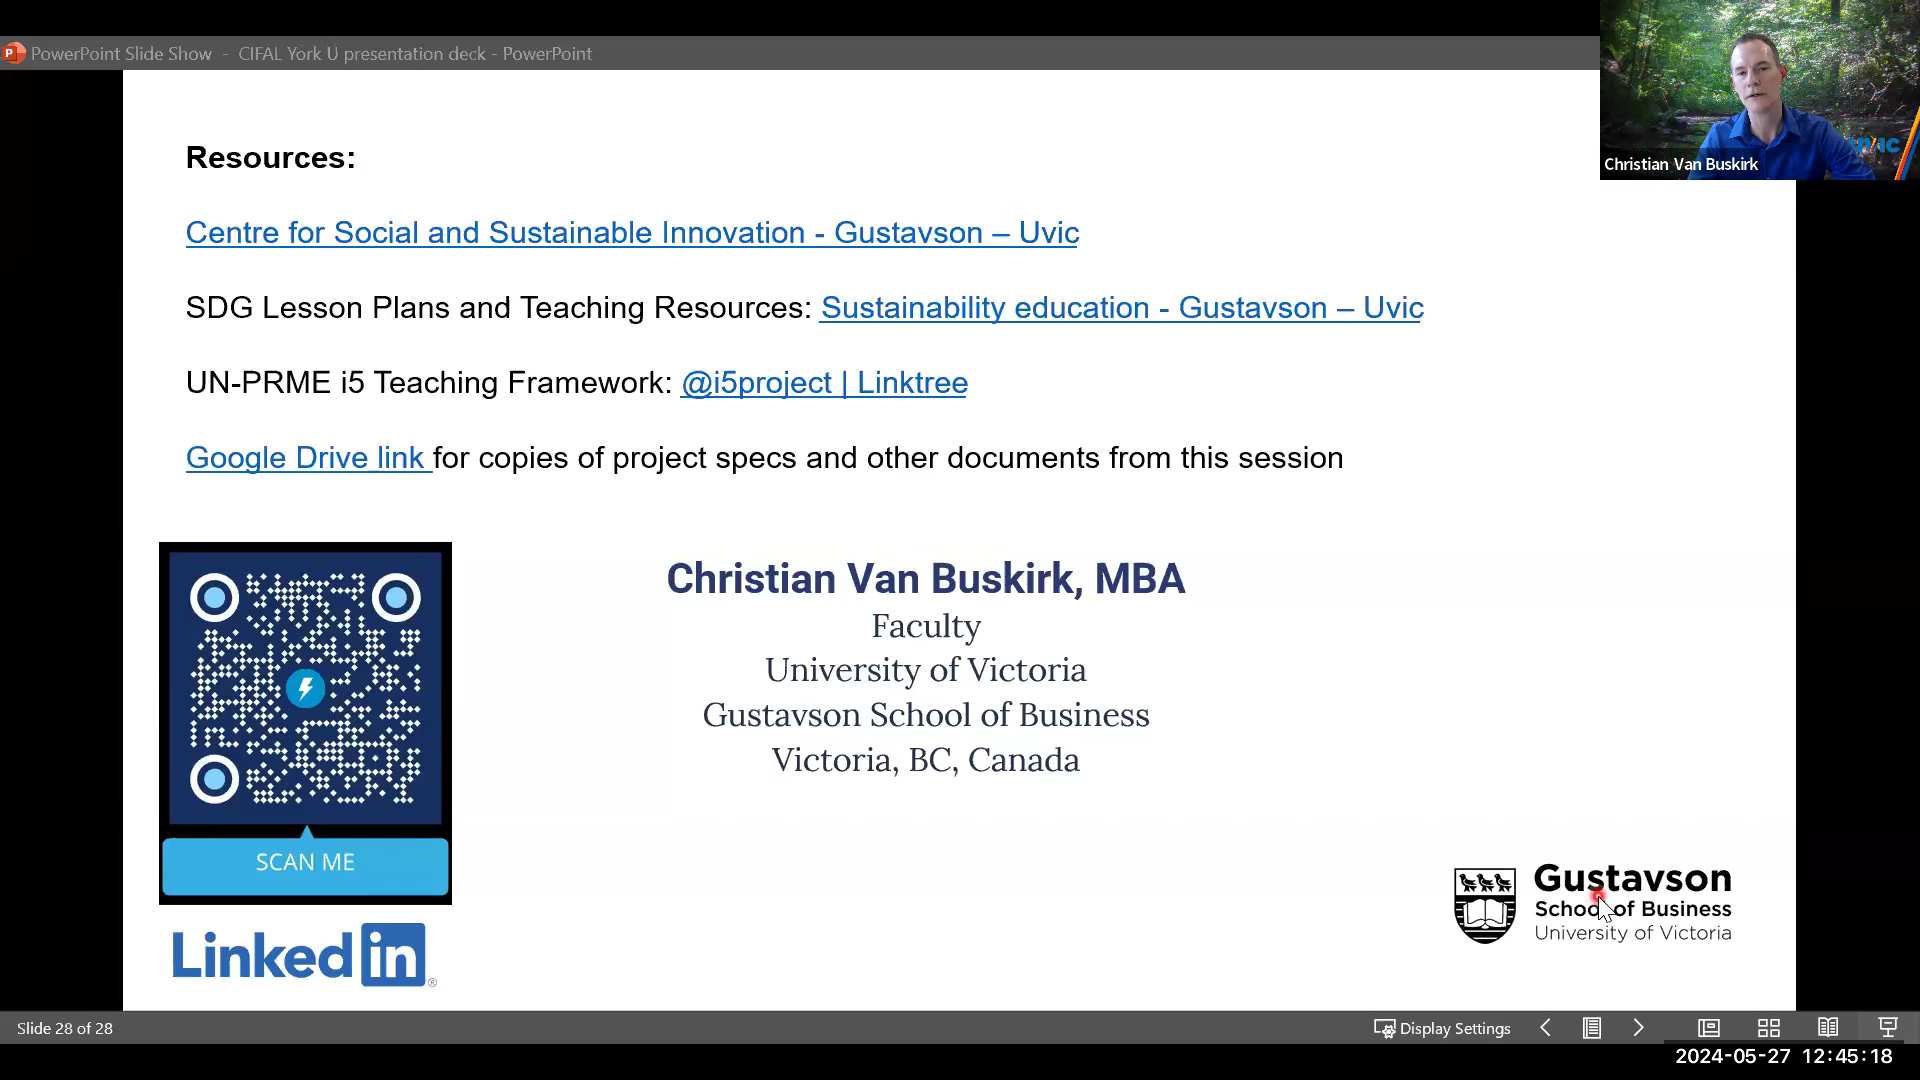 PowerPoint Slide Show - CIFAL York U presentation deck - PowerPoint
Christian Van Buskirk
Resources:
Centre for Social and Sustainable Innovation - Gustavson – Uvic
SDG Lesson Plans and Teaching Resources: Sustainability education - Gustavson – Uvic
UN-PRME i5 Teaching Framework: @i5project | Linktree
Google Drive link for copies of project specs and other documents from this session
Christian Van Buskirk, MBA
Faculty
University of Victoria
Gustavson School of Business
Victoria, BC, Canada
SCAN ME
Linked in
Gustavson
School of Business
University of Victoria
Slide 28 of 28
Display Settings
2024-05-27 12:45:18